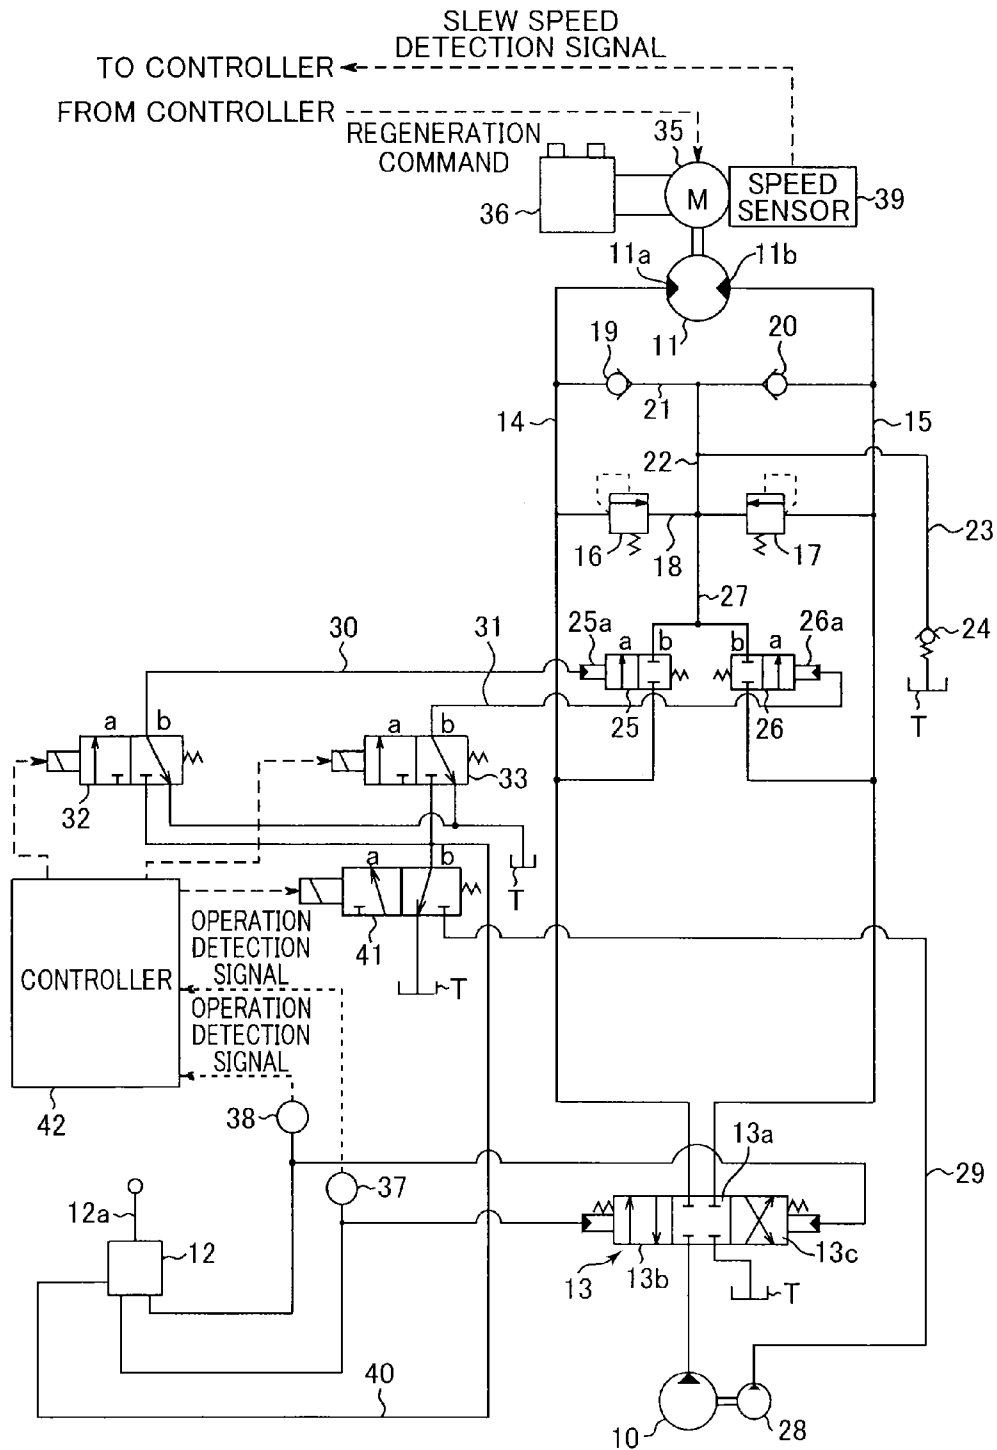 SLEW SPEED
DETECTION SIGNAL
TO CONTROLLER
FROM CONTROLLER
REGENERATION
COMMAND
35
36
M
SPEED
SENSOR
39
11a
11b
11
19
20
21
14
15
22
16
18
17
23
27
24
T
30
31
25a
a
b
b
a
26a
25
26
a
b
32
a
b
33
a
b
T
41
T
CONTROLLER
OPERATION
DETECTION
SIGNAL
OPERATION
DETECTION
SIGNAL
42
38
37
12a
12
13a
29
13
13b
13c
T
40
10
28